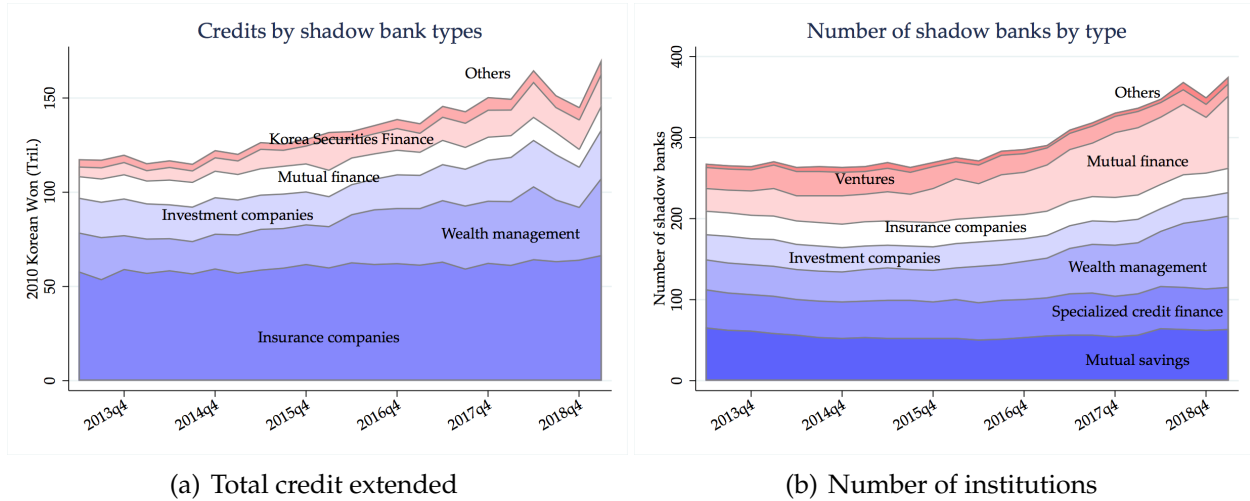 Credits by shadow bank types
2010 Korean Won (Trill.)
150
100
50
0
Others
Korea Securities Finance
Mutual finance
Investment companies
Wealth management
Insurance companies
2013q4
2014q4
2015q4
2016q4
2017q4
2018q4
(a) Total credit extended
Number of shadow banks by type
Number of shadow banks
400
300
200
100
0
Others
Mutual finance
Ventures
Insurance companies
Investment companies
Wealth management
Specialized credit finance
Mutual savings
2013q4
2014q4
2015q4
2016q4
2017q4
2018q4
(b) Number of institutions